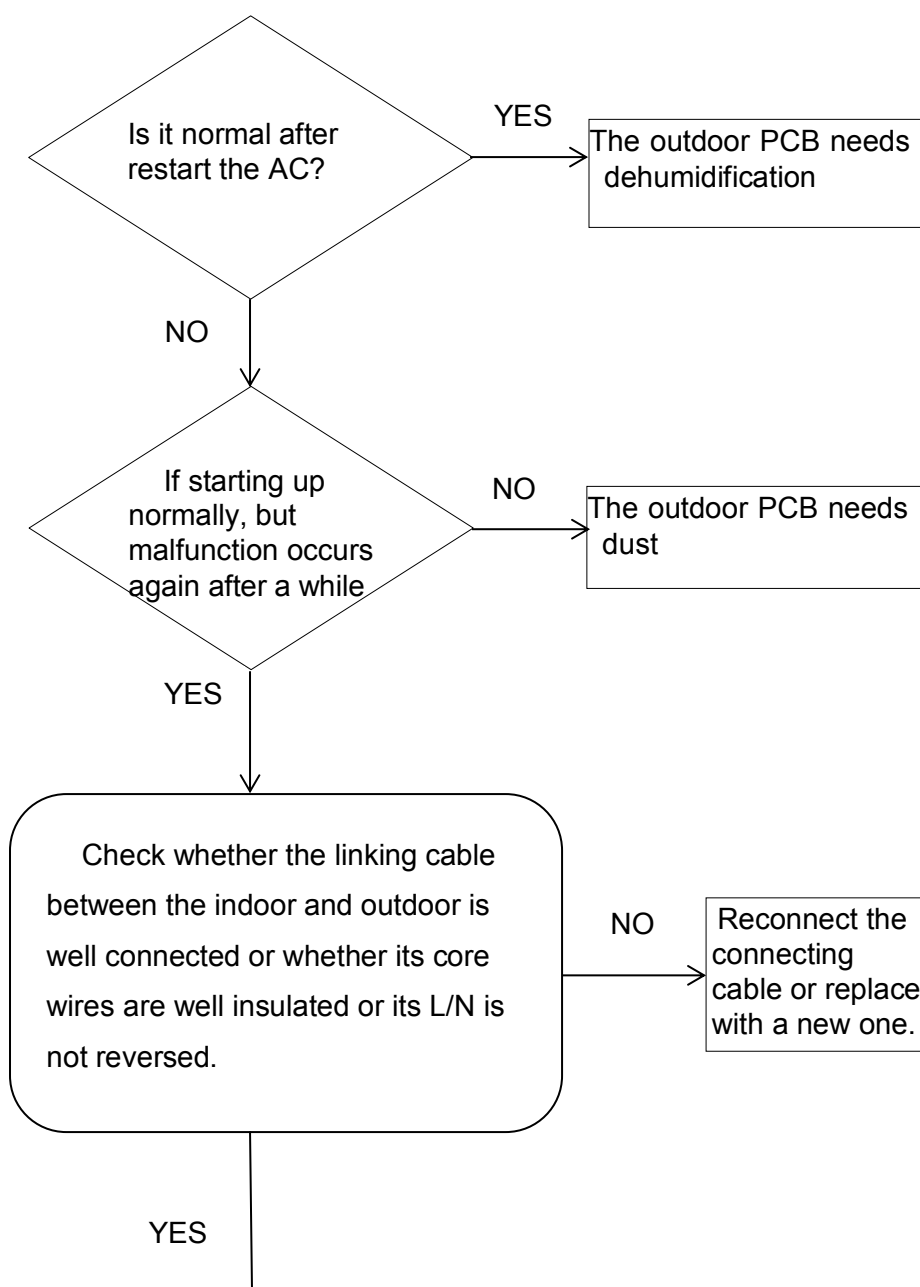 Is it normal after
restart the AC?
YES
The outdoor PCB needs
dehumidification
NO
If starting up
normally, but
malfunction occurs
again after a while
NO
The outdoor PCB needs
dust
YES
Check whether the linking cable
between the indoor and outdoor is
well connected or whether its core
wires are well insulated or its L/N is
not reversed.
NO
Reconnect the
connecting
cable or replace
with a new one.
YES